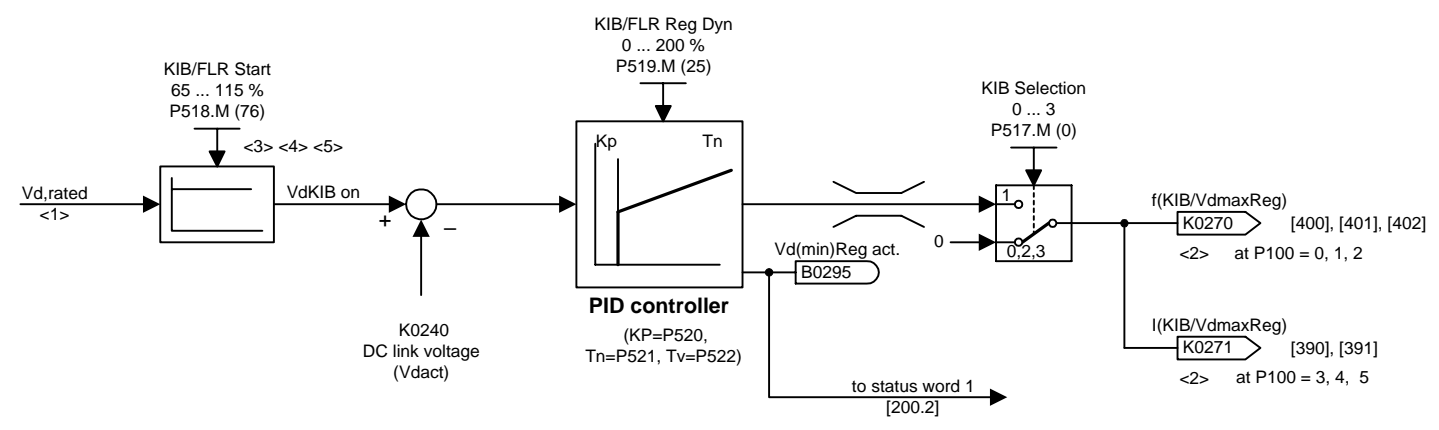 KIB/FLR Reg Dyn
0 ... 200 %
P519.M (25)
KIB/FLR Start
65 ... 115 %
P518.M (76)
<3> <4> <5>
KIB Selection
0 ... 3
P517.M (0)
Kp Tn
Vd,rated
<1>
VdKIB on
+
−
1
0
0,2,3
f(KIB/VdmaxReg)
K0270 [400], [401], [402]
<2> at P100 = 0, 1, 2
Vd(min)Reg act.
B0295
PID controller
(KP=P520,
Tn=P521, Tv=P522)
K0240
DC link voltage
(Vdact)
I(KIB/VdmaxReg)
K0271 [390], [391]
<2> at P100 = 3, 4, 5
to status word 1
[200.2]